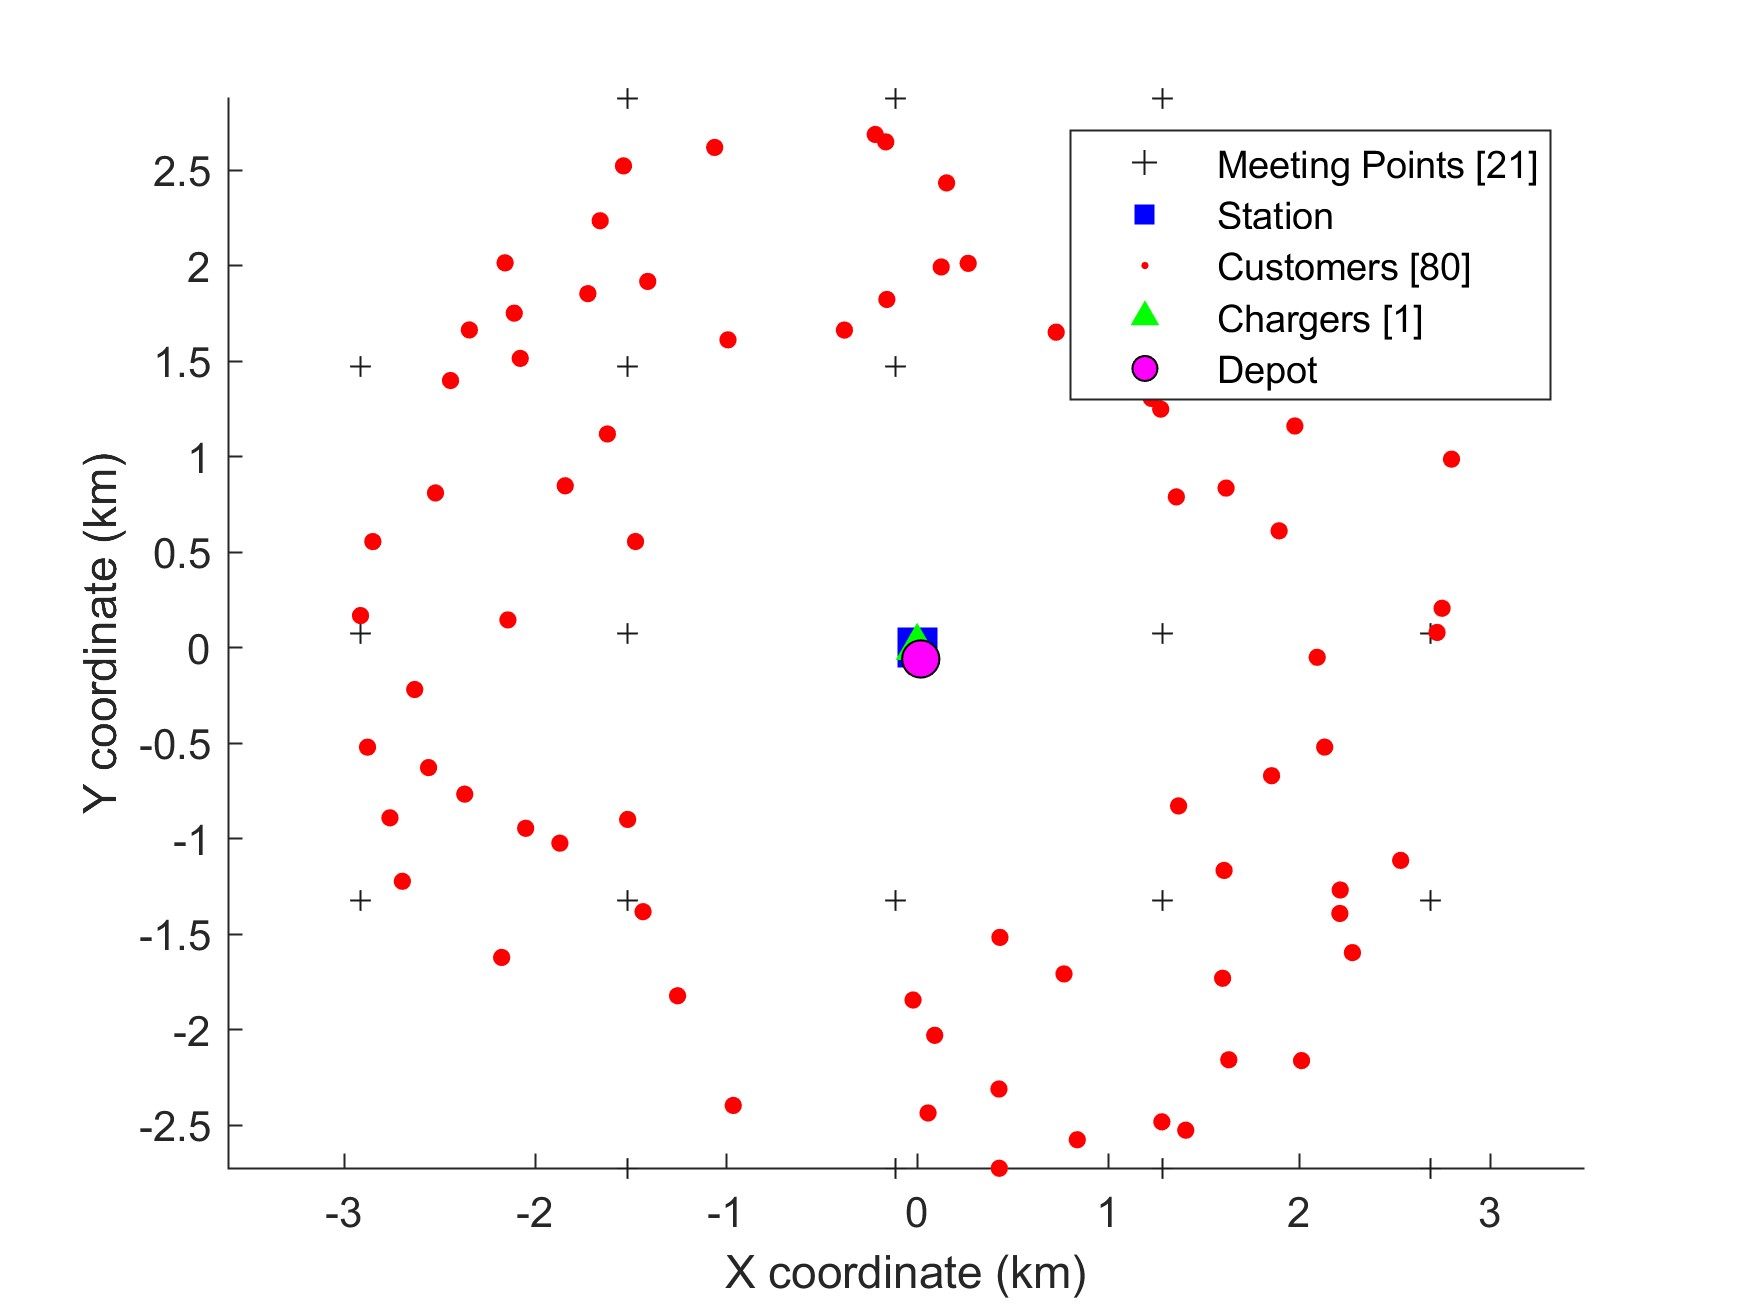 Meeting Points [21]
Station
Customers [80]
Chargers [1]
Depot
2.5
2
1.5
1
0.5
0
-0.5
-1
-1.5
-2
-2.5
Y coordinate (km)
-3 -2 -1 0 1 2 3
X coordinate (km)